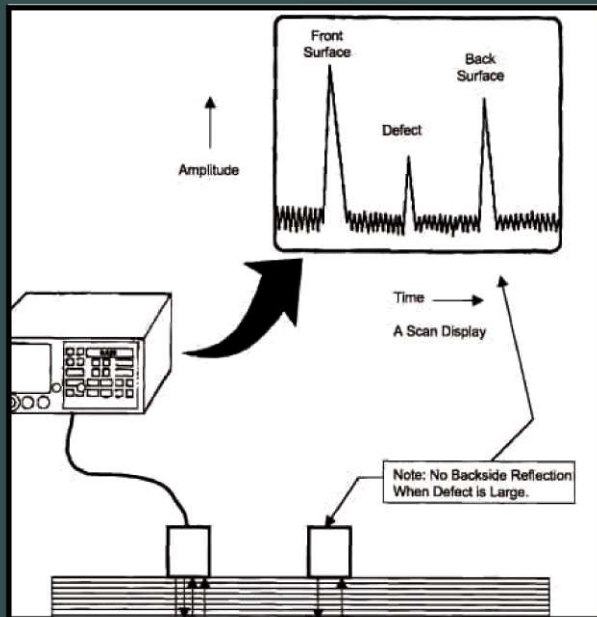 Front
Surface
Back
Surface
Defect
Amplitude
Time
A Scan Display
Note: No Backside Reflection
When Defect is Large.